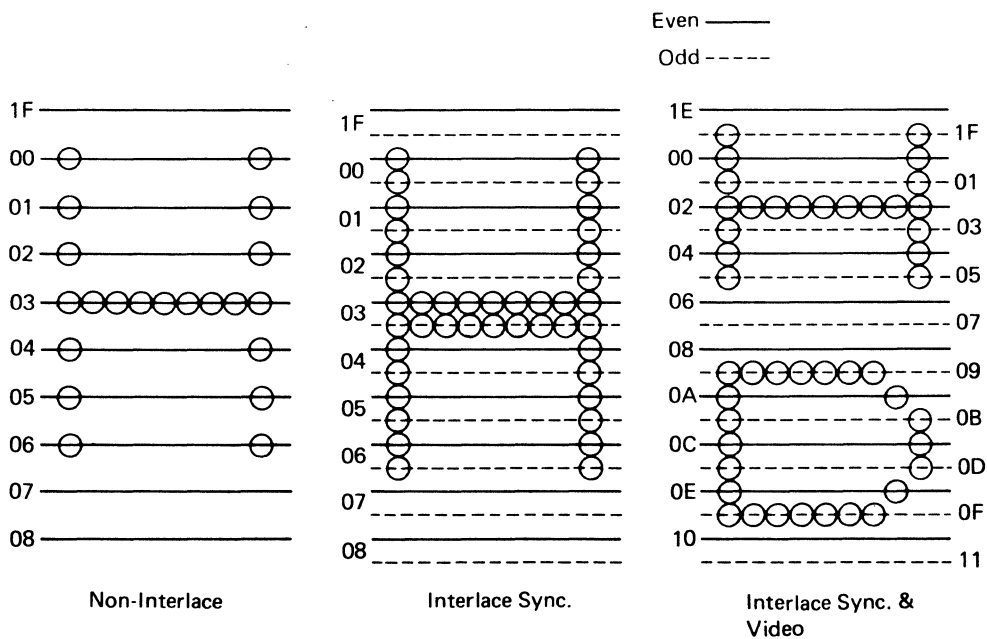 Even
Odd
1F
00
01
02
03
04
05
06
07
08
Non-Interlace
1F
00
01
02
03
04
05
06
07
08
Interlace Sync.
1E
1F
00
01
02
03
04
05
06
07
08
09
0A
0B
0C
0D
0E
0F
10
11
Interlace Sync. &
Video